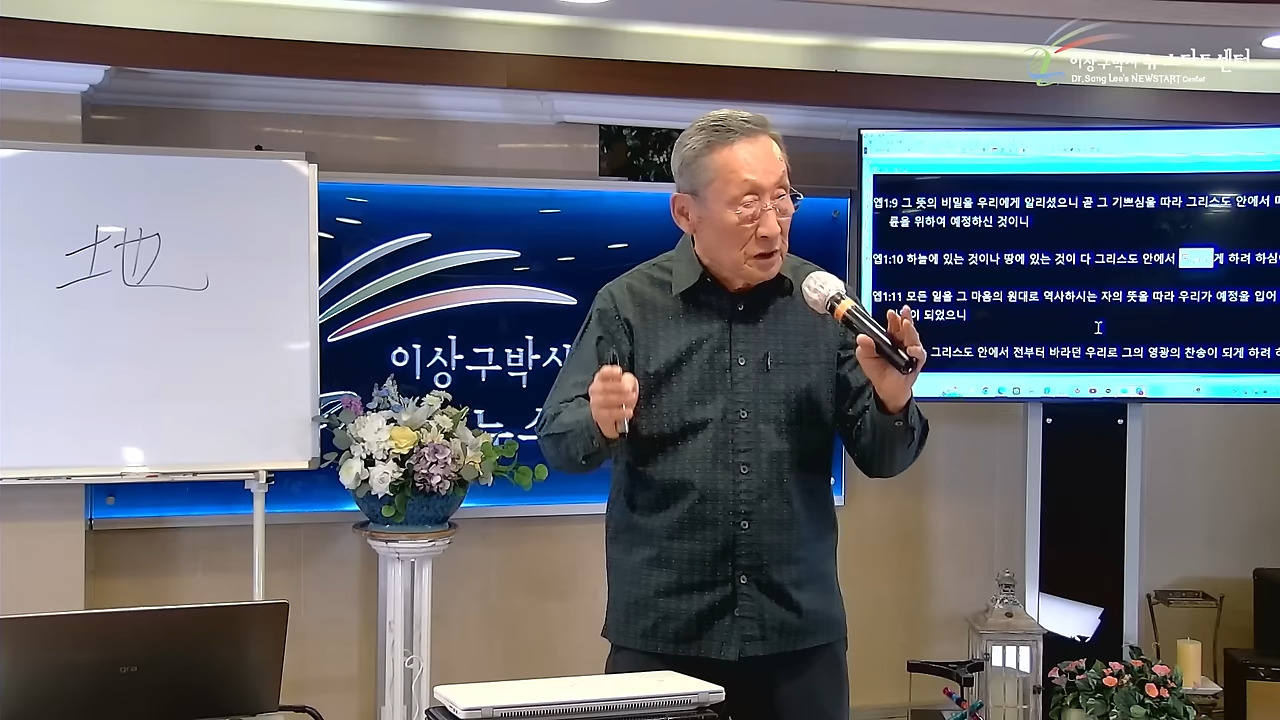 이상구박사 뉴스타트센터
Dr. Sang Lee's NEWSTART Center
地
이상구박사
뉴스
엡1:9 그 뜻의 비밀을 우리에게 알리셨으니 곧 그 기쁘심을 따라 그리스도 안에서
륜을 위하여 예정하신 것이니
엡1:10 하늘에 있는 것이나 땅에 있는 것이 다 그리스도 안에서 게 하려
엡1:11 모든 일을 그 마음의 원대로 역사하시는 자의 뜻을 따라 우리가 예정을 입어
이 되었으니
그리스도 안에서 전부터 바라던 우리로 그의 영광의 찬송이 되게 하려
gra